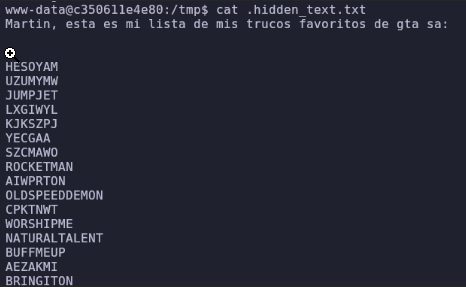 www-data@c350611e4e80:/tmp$ cat .hidden_text.txt
Martin, esta es mi lista de mis trucos favoritos de gta sa:
HESOYAM
UZUMYMW
JUMPJET
LXGIWYL
KJKSZPJ
YECGAA
SZCMAWO
ROCKETMAN
AIWPRTON
OLDSPEEDDEMON
CPKTNWT
WORSHIPME
NATURALTALENT
BUFFMEUP
AEZAKMI
BRINGITON